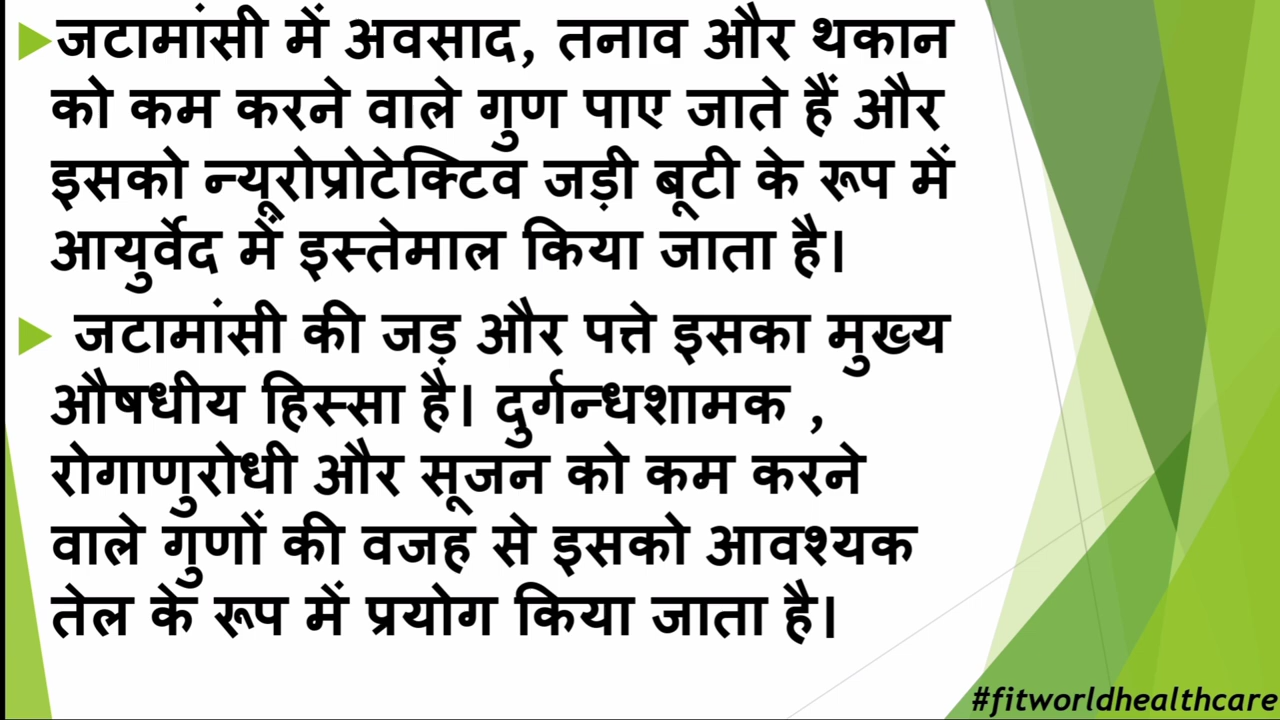 जटामांसी में अवसाद, तनाव और थकान
को कम करने वाले गुण पाए जाते हैं और
इसको न्यूरोप्रोटेक्टिव जड़ी बूटी के रूप में
आयुर्वेद में इस्तेमाल किया जाता है।
जटामांसी की जड़ और पत्ते इसका मुख्य
औषधीय हिस्सा है। दुर्गन्धशामक ,
रोगाणुरोधी और सूजन को कम करने
वाले गुणों की वजह से इसको आवश्यक
तेल के रूप में प्रयोग किया जाता है।
#fitworldhealthcare